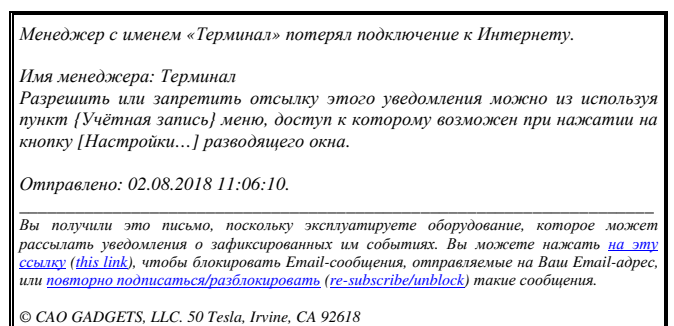 Менеджер с именем «Терминал» потерял подключение к Интернету.
Имя менеджера: Терминал
Разрешить или запретить отсылку этого уведомления можно из используя
пункт {Учётная запись} меню, доступ к которому возможен при нажатии на
кнопку [Настройки…] разводящего окна.
Отправлено: 02.08.2018 11:06:10.
Вы получили это письмо, поскольку эксплуатируете оборудование, которое может
рассылать уведомления о зафиксированных им событиях. Вы можете нажать на эту
ссылку (this link), чтобы блокировать Email-сообщения, отправляемые на Ваш Email-адрес,
или повторно подписаться/разблокировать (re-subscribe/unblock) такие сообщения.
© CAO GADGETS, LLC. 50 Tesla, Irvine, CA 92618